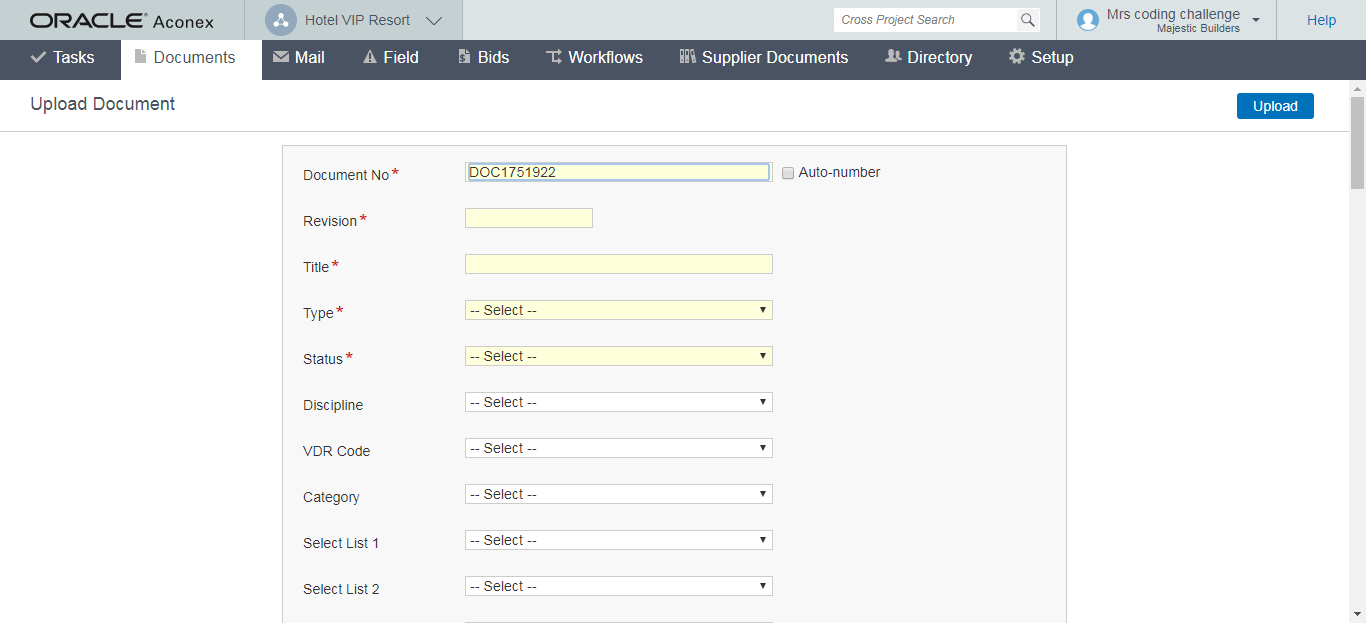 ORACLE® Aconex
Hotel VIP Resort
Cross Project Search
Mrs coding challenge
Majestic Builders
Help
Tasks
Documents
Mail
Field
Bids
Workflows
Supplier Documents
Directory
Setup
Upload Document
Upload
Document No*
DOC1751922
Auto-number
Revision*
Title*
Type*
-- Select --
Status*
-- Select --
Discipline
-- Select --
VDR Code
-- Select --
Category
-- Select --
Select List 1
-- Select --
Select List 2
-- Select --